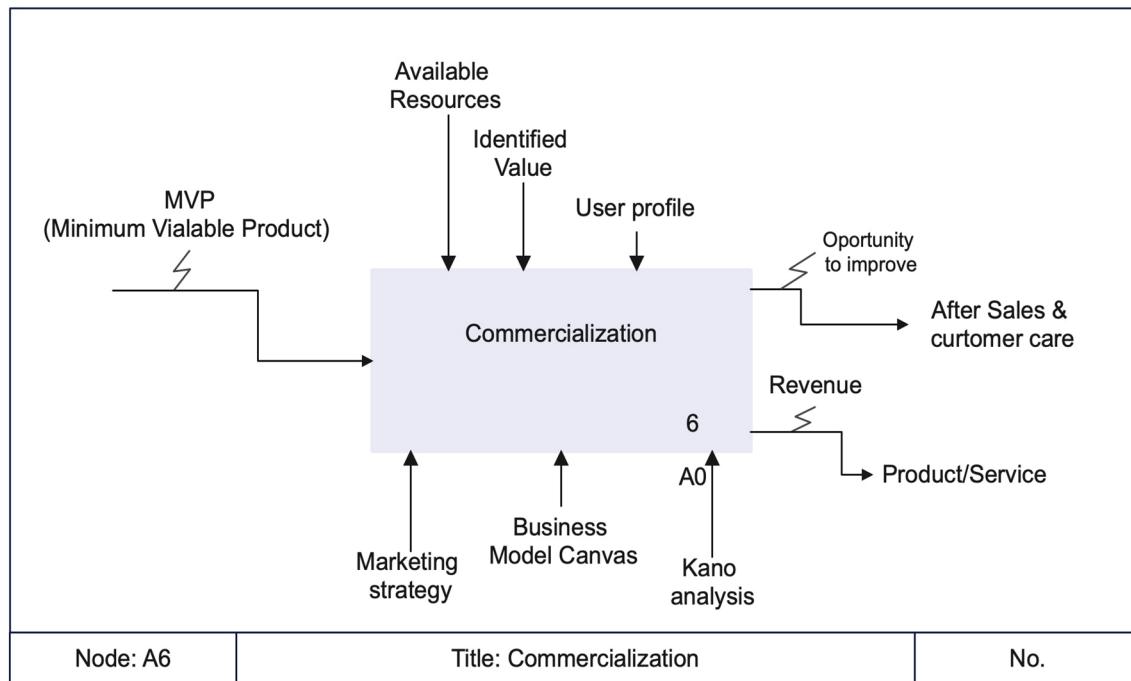 Available
Resources
Identified
Value
MVP
(Minimum Vialable Product)
User profile
Oportunity
to improve
After Sales &
curtomer care
Commercialization
Revenue
6
A0
Product/Service
Marketing
strategy
Business
Model Canvas
Kano
analysis
Node: A6
Title: Commercialization
No.